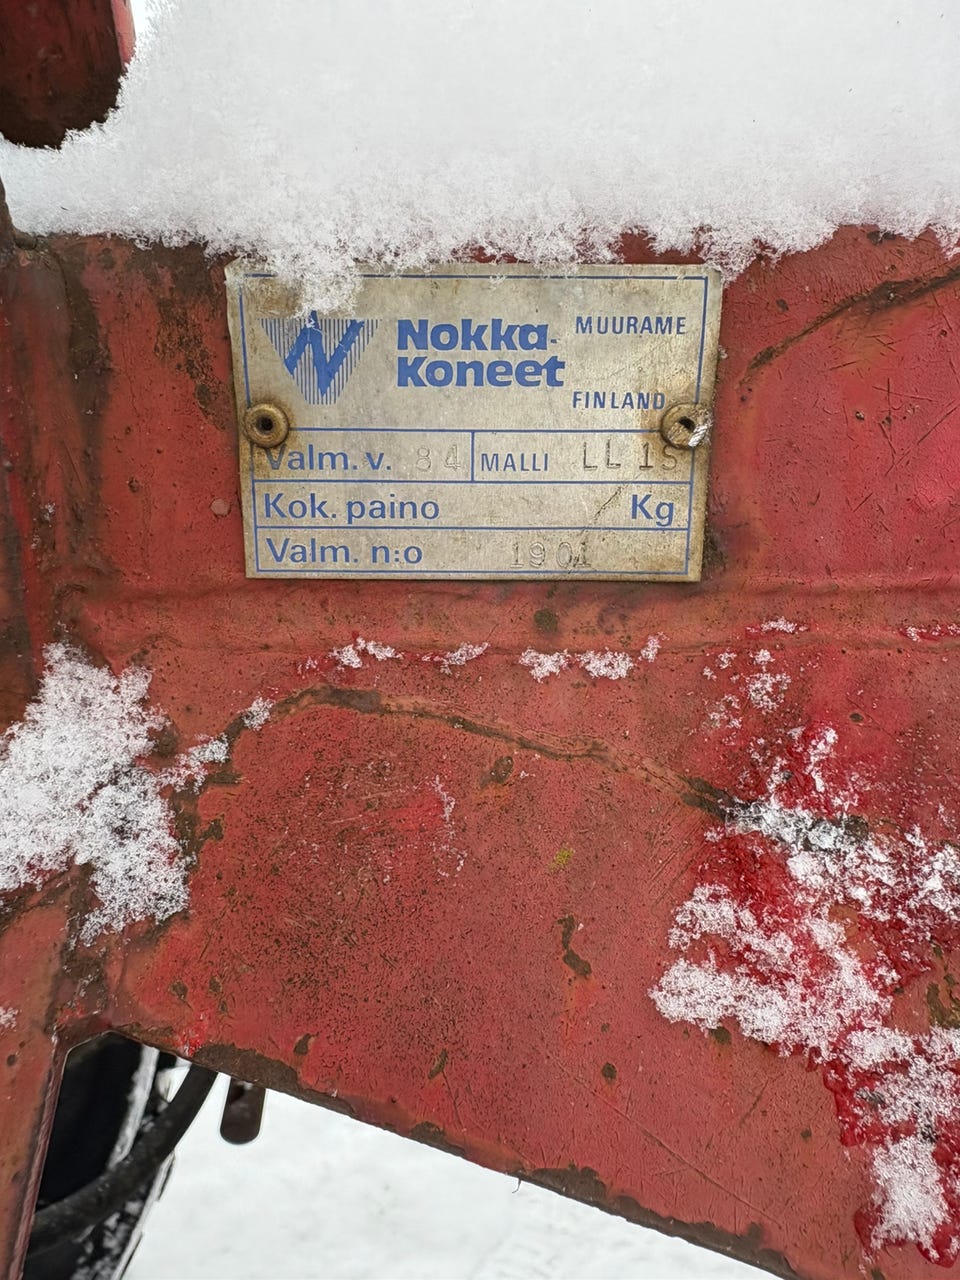 Nokka-
Koneet
MUURAME
FINLAND
Valm. v. 84 MALLI LL 1S
Kok. paino Kg
Valm. n:o 1901